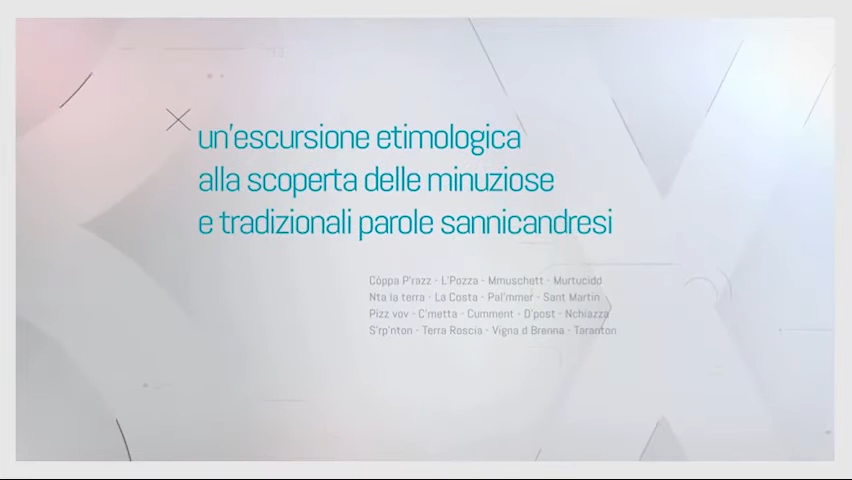 un'escursione etimologica
alla scoperta delle minuziose
e tradizionali parole sannicandresi
Còppa P'razz - L'Pozza - Mmuschett - Murtucidd
Nta la terra - La Costa - Pal'mmer - Sant Martin
Pizz vov - C'metta - Cumment - D'post - Nchiazza
S'rp'nton - Terra Roscia - Vigna d Brenna - Taranton